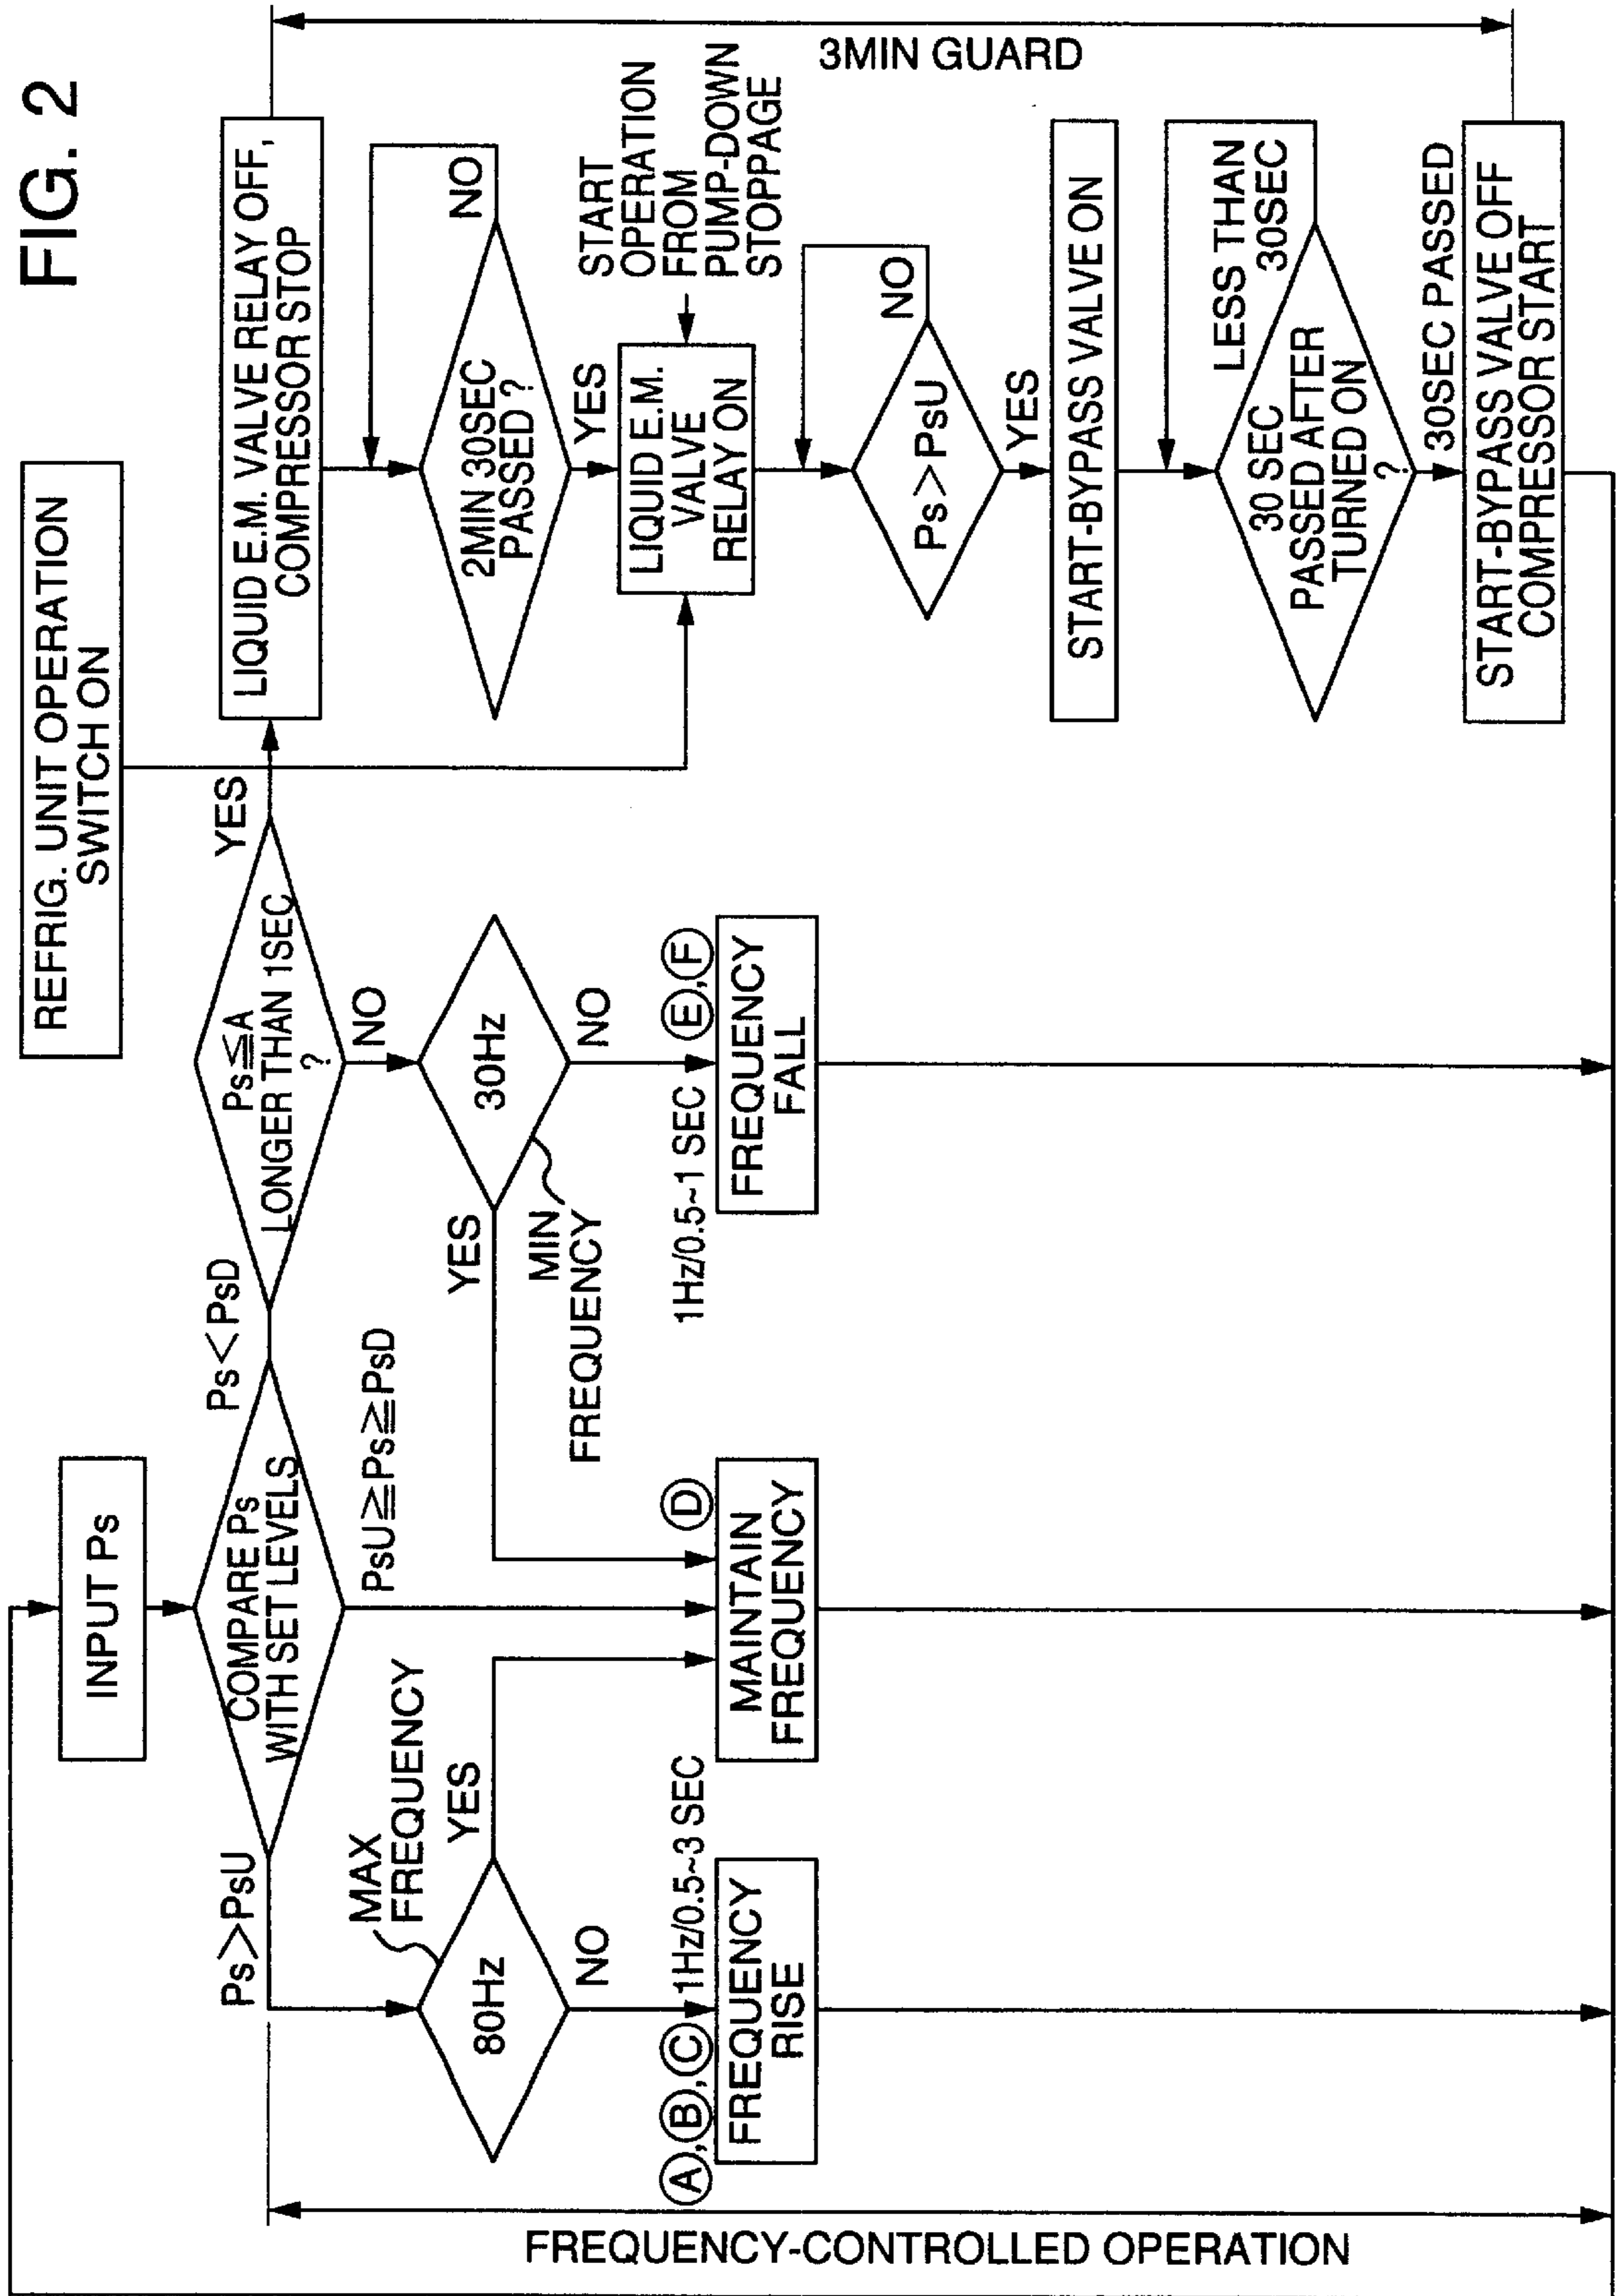 FIG. 2
INPUT Ps
COMPARE Ps
WITH SET LEVELS
Ps>PsU
PsU≧Ps≧PsD
Ps<PsD
MAX
FREQUENCY
80Hz
YES
NO
Ⓐ,Ⓑ,Ⓒ 1Hz/0.5~3 SEC
FREQUENCY
RISE
Ⓓ
MAINTAIN
FREQUENCY
Ps≦A
LONGER THAN 1SEC
?
YES
NO
30Hz
YES
NO
MIN
FREQUENCY
1Hz/0.5~1 SEC Ⓔ,Ⓕ
FREQUENCY
FALL
FREQUENCY-CONTROLLED OPERATION
REFRIG. UNIT OPERATION
SWITCH ON
LIQUID E.M. VALVE RELAY OFF,
COMPRESSOR STOP
2MIN 30SEC
PASSED ?
NO
YES
LIQUID E.M.
VALVE
RELAY ON
START
OPERATION
FROM
PUMP-DOWN
STOPPAGE
Ps>PsU
NO
YES
START-BYPASS VALVE ON
30 SEC
PASSED AFTER
TURNED ON
?
LESS THAN
30SEC
30SEC PASSED
START-BYPASS VALVE OFF
COMPRESSOR START
3MIN GUARD